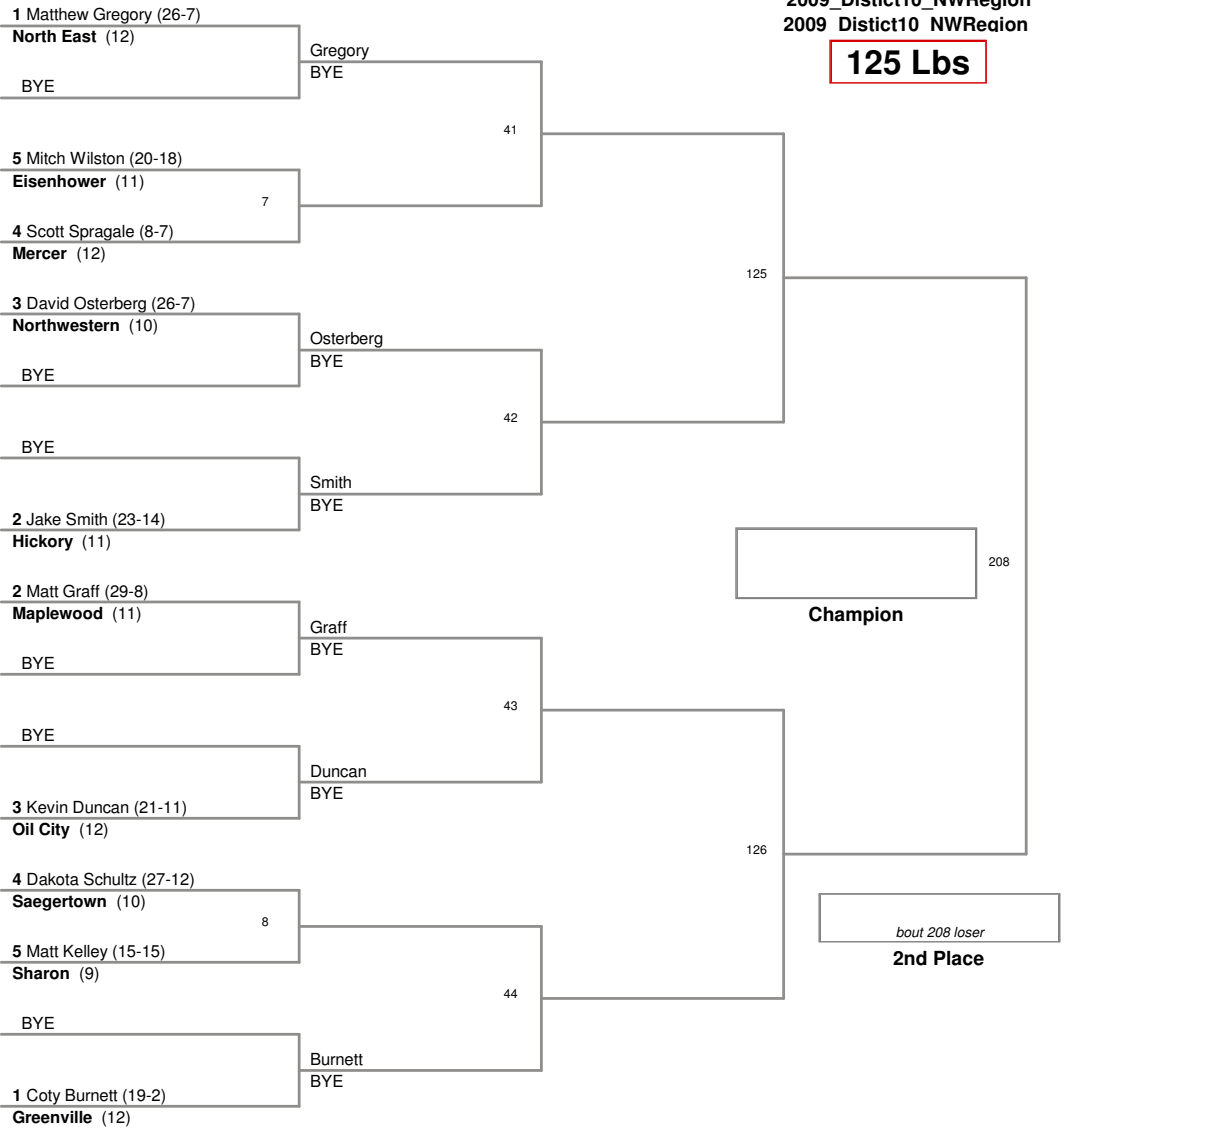 2009_Distict10_NWRegion
2009_Distict10_NWRegion
125 Lbs
1 Matthew Gregory (26-7)
North East (12)
Gregory
BYE
BYE
41
5 Mitch Wilston (20-18)
Eisenhower (11)
7
4 Scott Spragale (8-7)
Mercer (12)
125
3 David Osterberg (26-7)
Northwestern (10)
Osterberg
BYE
BYE
42
BYE
Smith
BYE
2 Jake Smith (23-14)
Hickory (11)
208
Champion
2 Matt Graff (29-8)
Maplewood (11)
Graff
BYE
BYE
43
BYE
Duncan
BYE
3 Kevin Duncan (21-11)
Oil City (12)
126
4 Dakota Schultz (27-12)
Saegertown (10)
8
5 Matt Kelley (15-15)
Sharon (9)
bout 208 loser
2nd Place
44
BYE
Burnett
BYE
1 Coty Burnett (19-2)
Greenville (12)